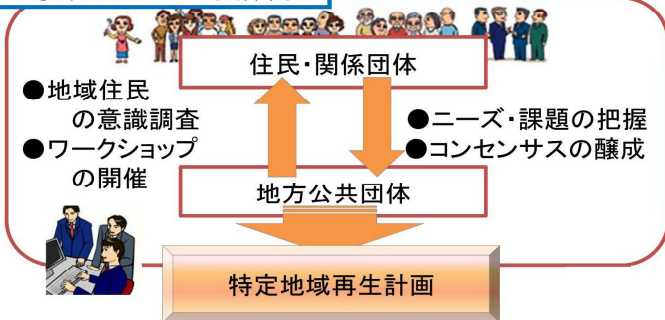 住民・関係団体
●地域住民
の意識調査
●ワークショップ
の開催
●ニーズ・課題の把握
●コンセンサスの醸成
地方公共団体
特定地域再生計画